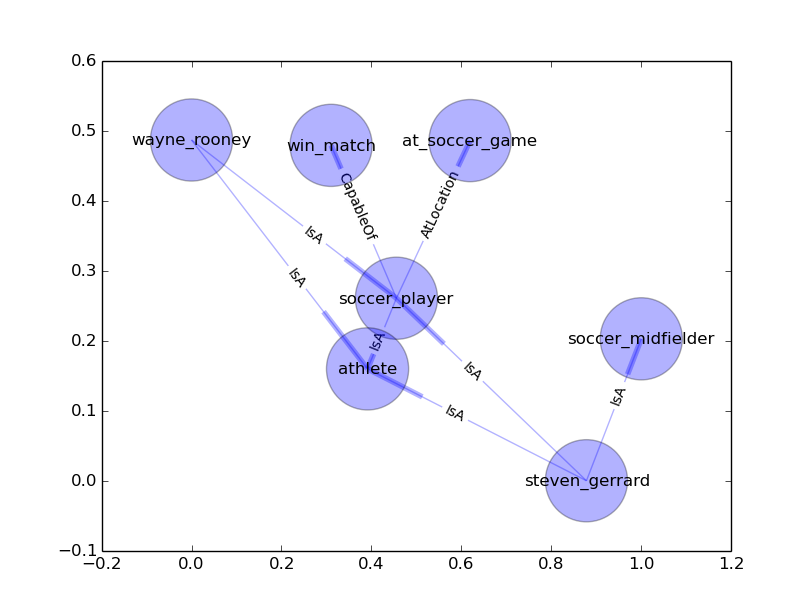 0.6
0.5
0.4
0.3
0.2
0.1
0.0
−0.1
wayne_rooney
win_match
at_soccer_game
CapableOf
AtLocation
IsA
IsA
soccer_player
IsA
athlete
soccer_midfielder
IsA
IsA
IsA
steven_gerrard
−0.2
0.0
0.2
0.4
0.6
0.8
1.0
1.2